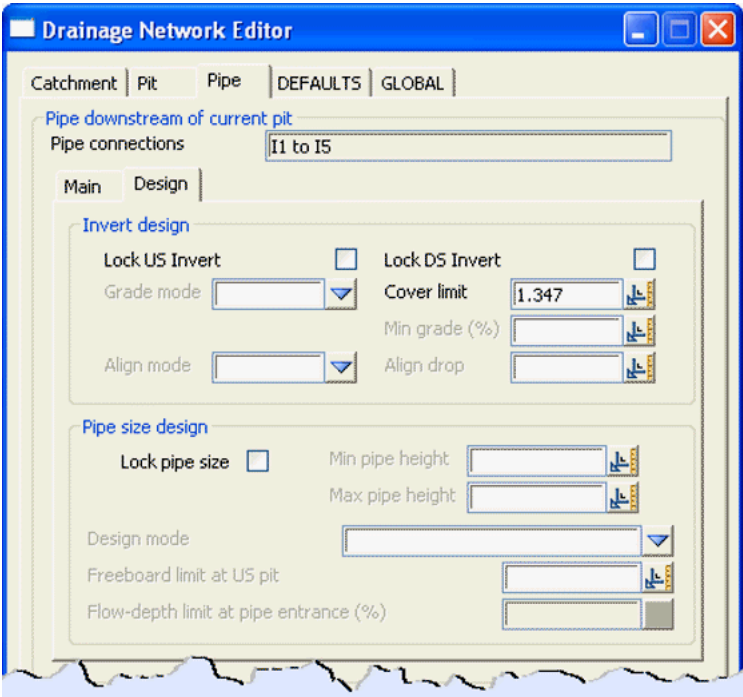 Drainage Network Editor
Catchment Pit Pipe DEFAULTS GLOBAL
Pipe downstream of current pit
Pipe connections I1 to I5
Main Design
Invert design
Lock US Invert Lock DS Invert
Grade mode Cover limit 1.347
Min grade (%)
Align mode Align drop
Pipe size design
Lock pipe size Min pipe height
Max pipe height
Design mode
Freeboard limit at US pit
Flow-depth limit at pipe entrance (%)